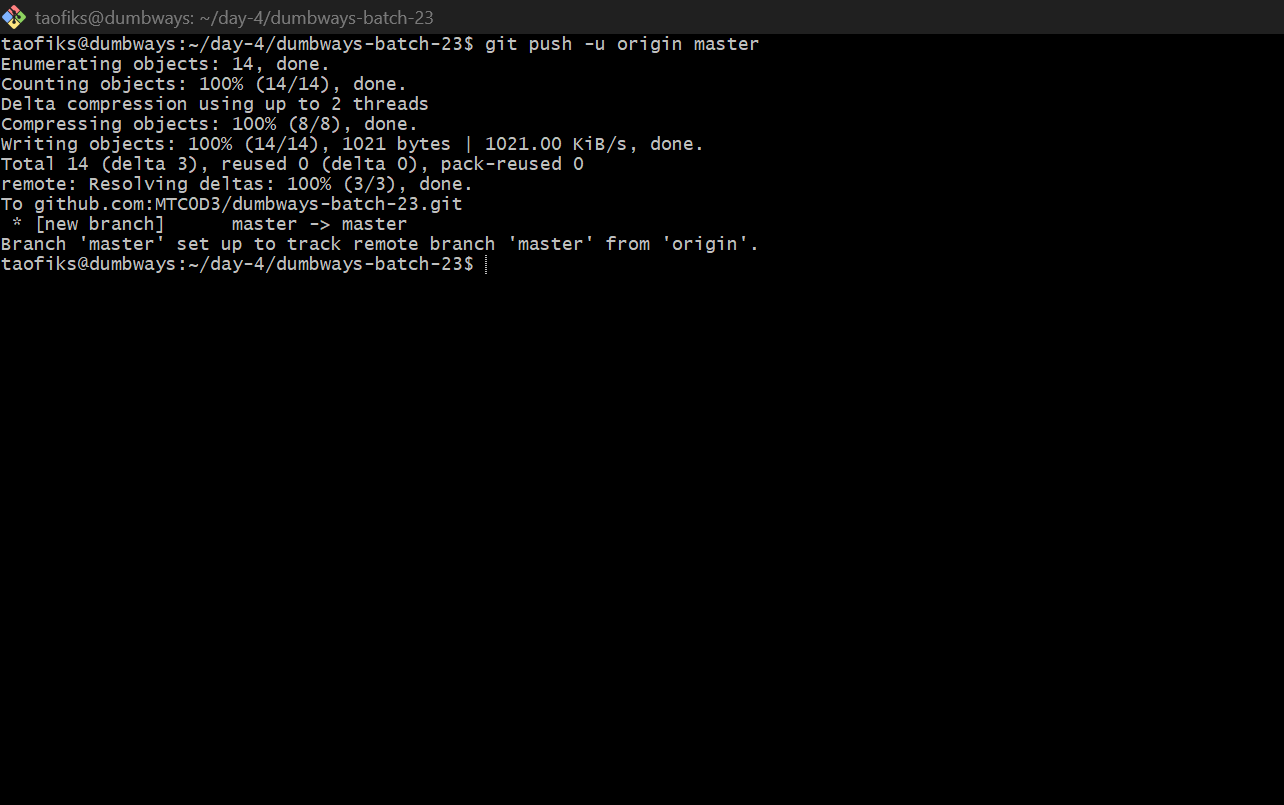 taofiks@dumbways: ~/day-4/dumbways-batch-23
taofiks@dumbways:~/day-4/dumbways-batch-23$ git push -u origin master
Enumerating objects: 14, done.
Counting objects: 100% (14/14), done.
Delta compression using up to 2 threads
Compressing objects: 100% (8/8), done.
Writing objects: 100% (14/14), 1021 bytes | 1021.00 KiB/s, done.
Total 14 (delta 3), reused 0 (delta 0), pack-reused 0
remote: Resolving deltas: 100% (3/3), done.
To github.com:MTC0D3/dumbways-batch-23.git
 * [new branch]      master -> master
Branch 'master' set up to track remote branch 'master' from 'origin'.
taofiks@dumbways:~/day-4/dumbways-batch-23$